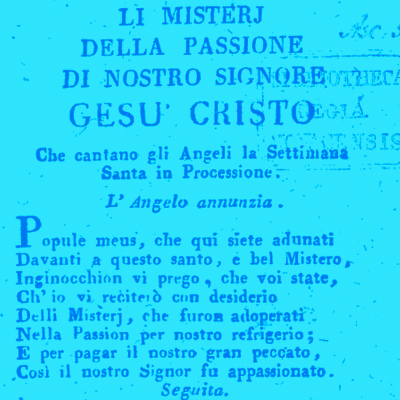 LI MISTERJ
DELLA PASSIONE
DI NOSTRO SIGNORE
GESU' CRISTO
Che cantano gli Angeli la Settimana
Santa in Processione.
L' Angelo annunzia.
Popule meus, che qui siete adunati
Davanti a questo santo, e bel Mistero,
Inginocchion vi prego, che voi state,
Ch' io vi reciterò con desiderio
Delli Misterj, che furon adoperati
Nella Passion per nostro refrigerio;
E per pagar il nostro gran peccato,
Così il nostro Signor fu appassionato.
Seguita.